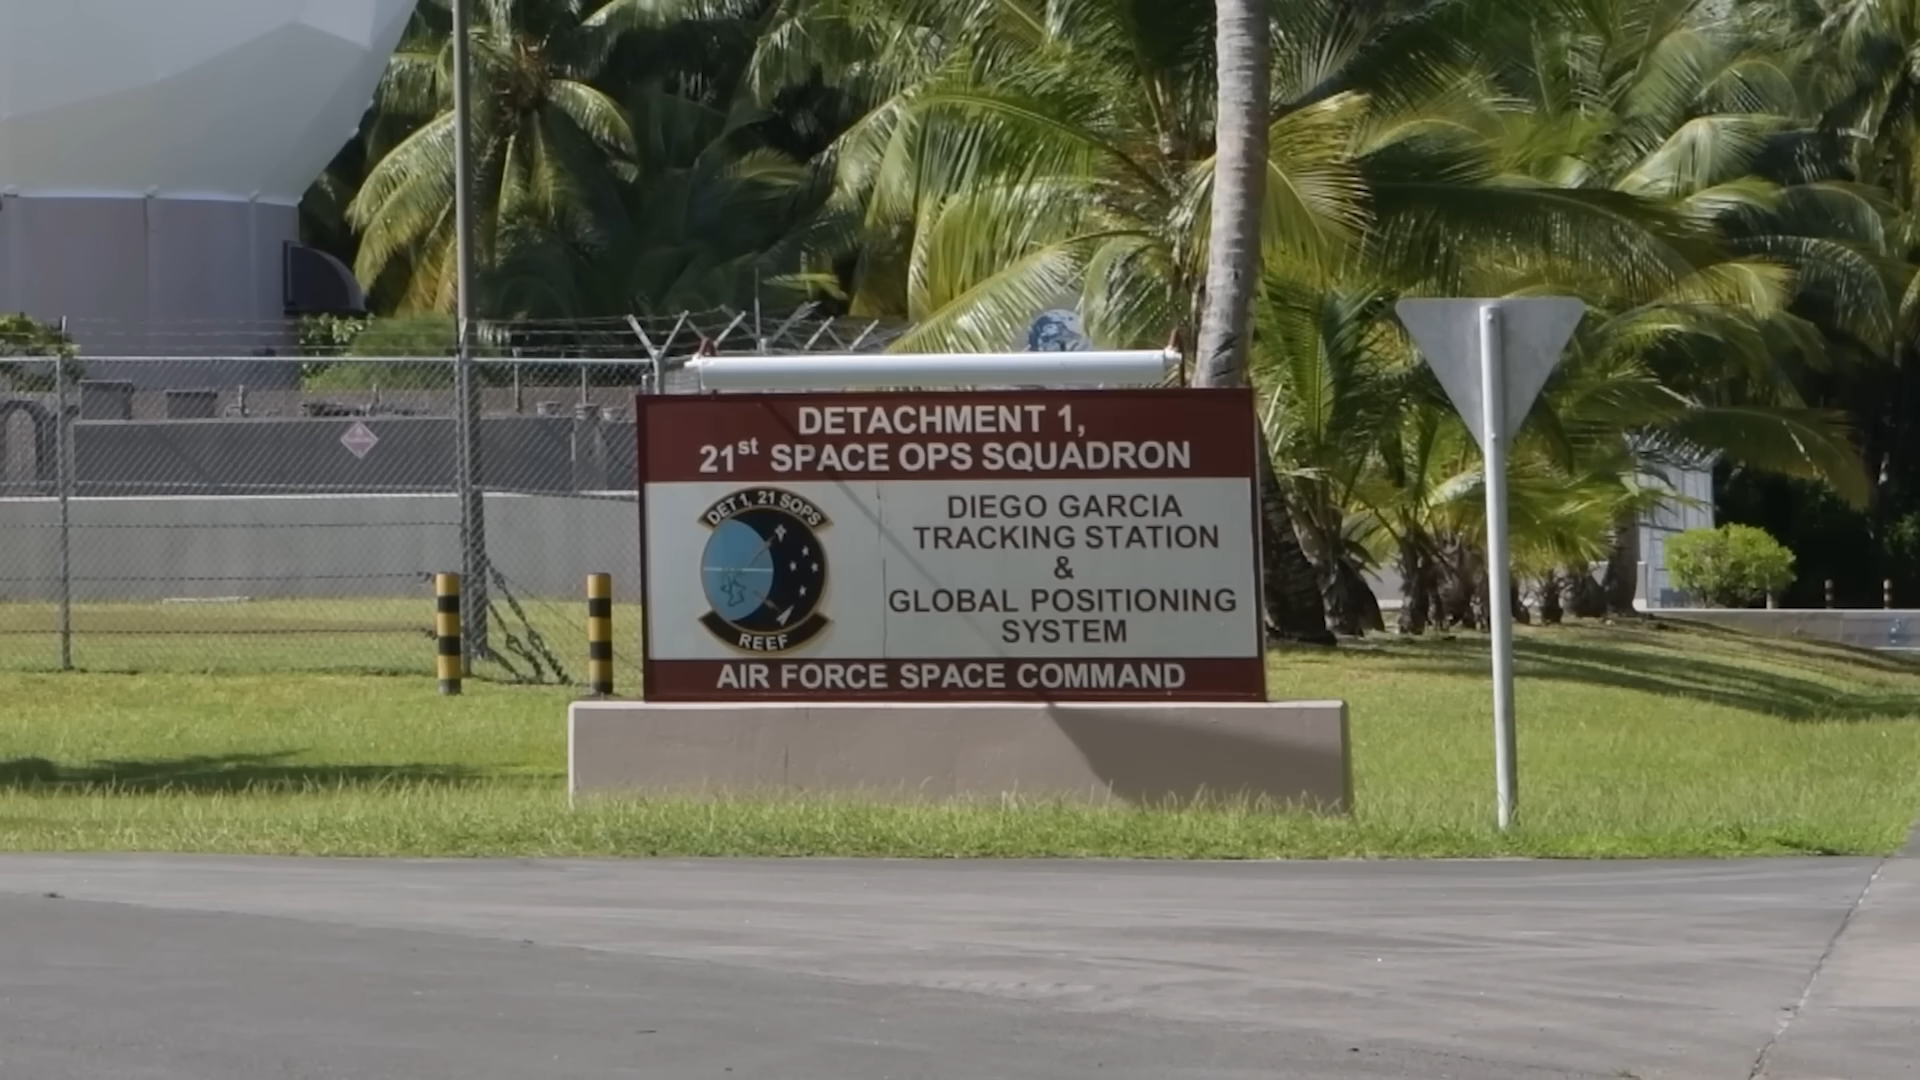 DETACHMENT 1,
21st SPACE OPS SQUADRON
DET 1, 21 SOPS
REEF
DIEGO GARCIA
TRACKING STATION
&
GLOBAL POSITIONING
SYSTEM
AIR FORCE SPACE COMMAND